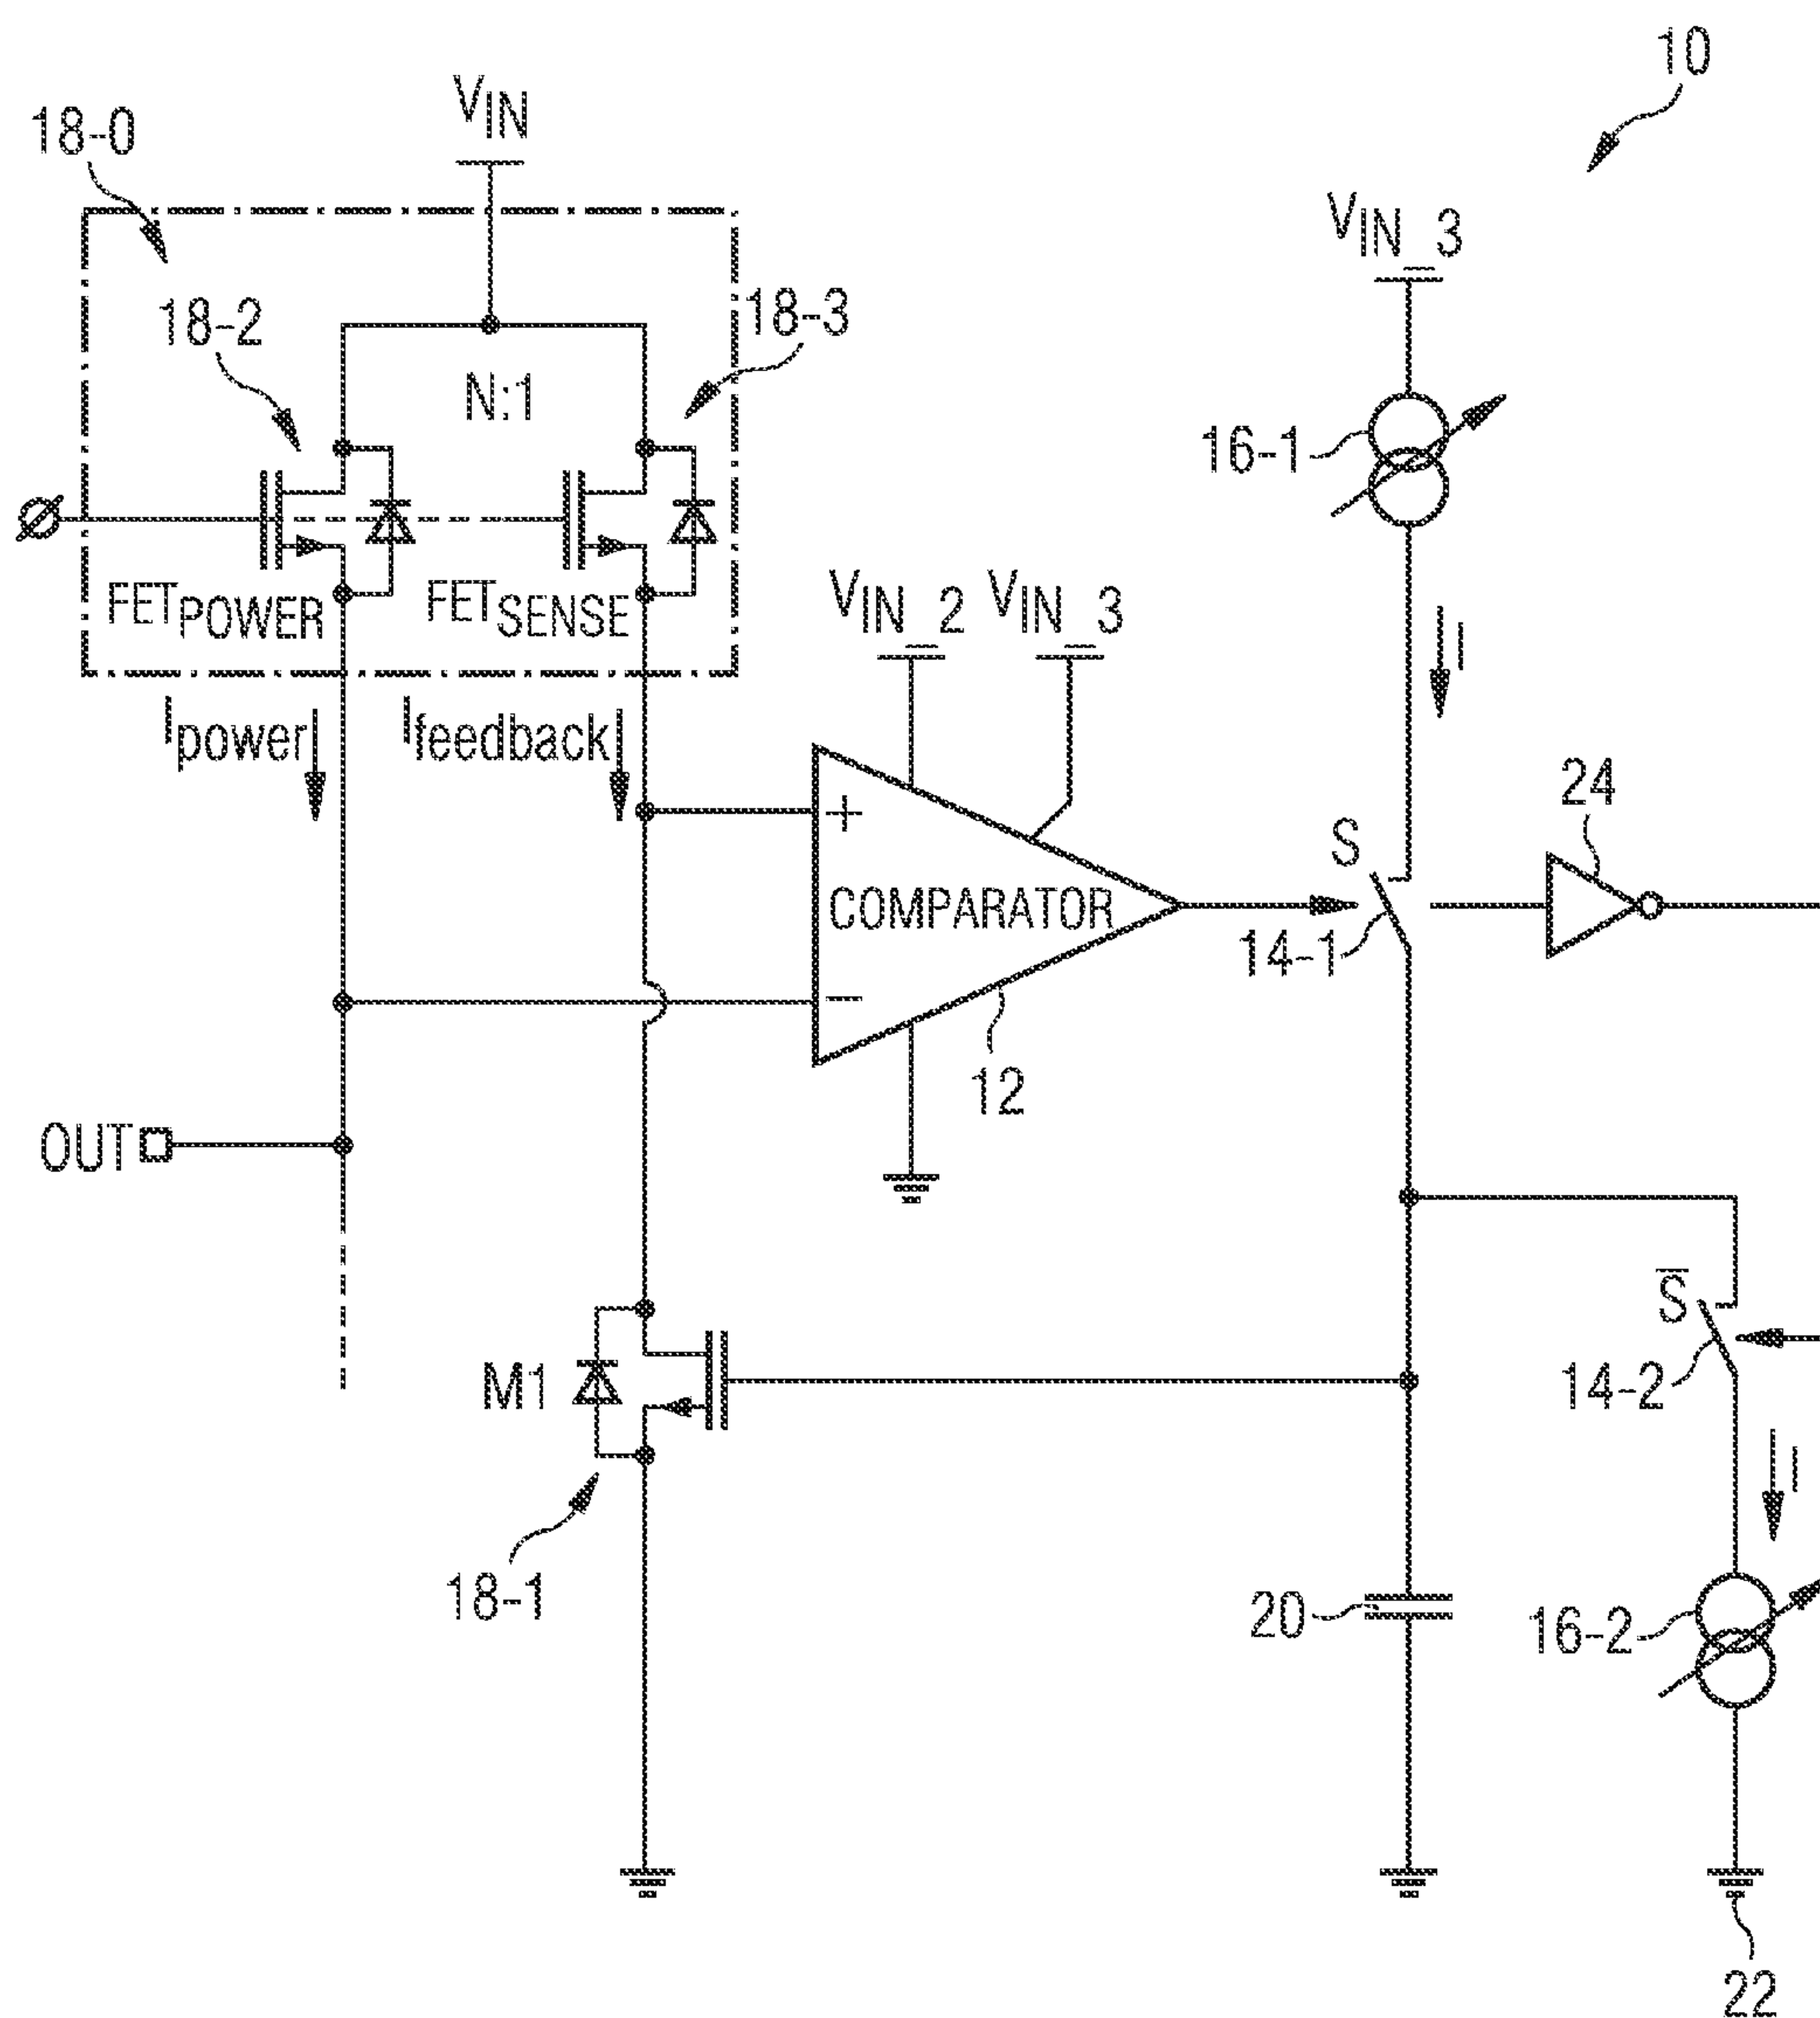 10
18-0
VIN
VIN_3
18-2
18-3
N:1
16-1
FETPOWER
FETSENSE
VIN_2
VIN_3
I
Ipower
Ifeedback
24
+
S
COMPARATOR
14-1
−
12
OUT
S̅
M1
14-2
I
18-1
20
16-2
22